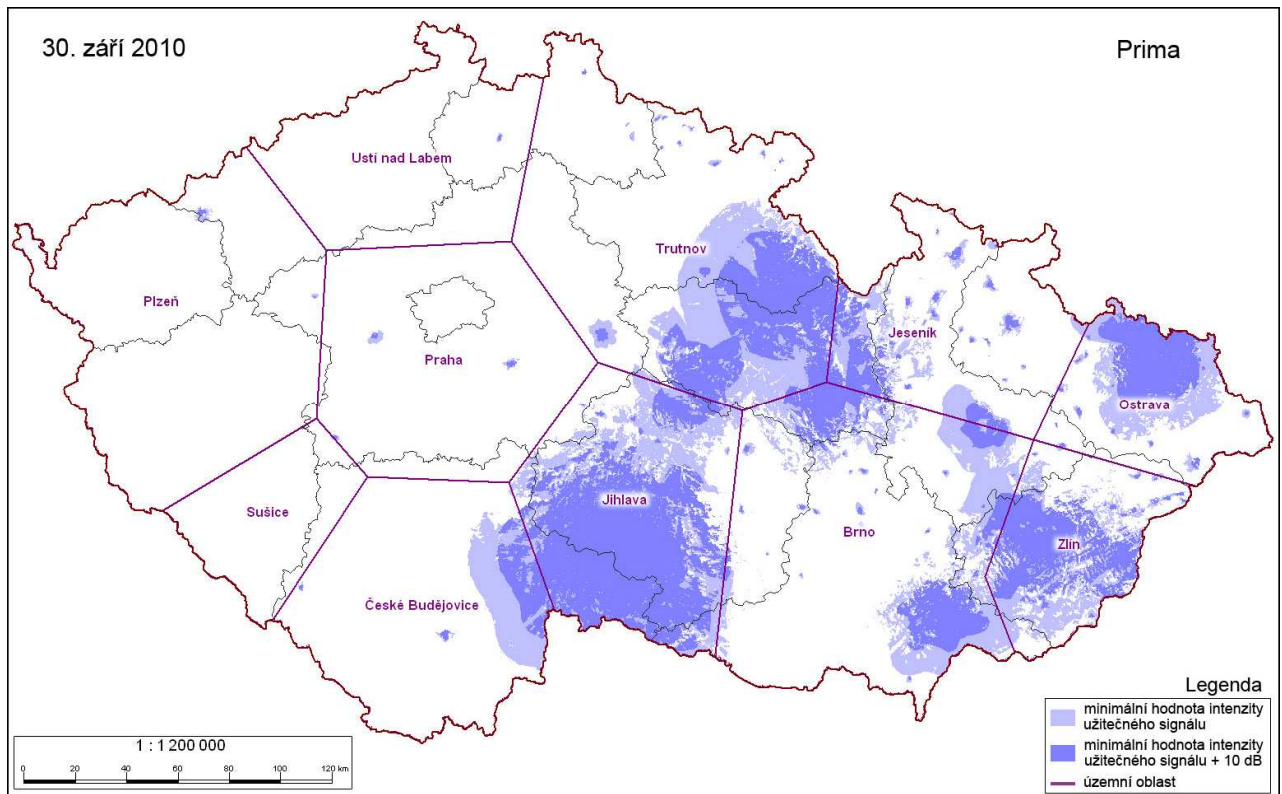 30. září 2010
Prima
Ustí nad Labem
Trutnov
Plzeň
Jeseník
Praha
Ostrava
Jihlava
Sušice
Brno
Zlín
České Budějovice
Legenda
minimální hodnota intenzity
užitečného signálu
minimální hodnota intenzity
užitečného signálu + 10 dB
územní oblast
1 : 1 200 000
0 20 40 60 80 100 120 km